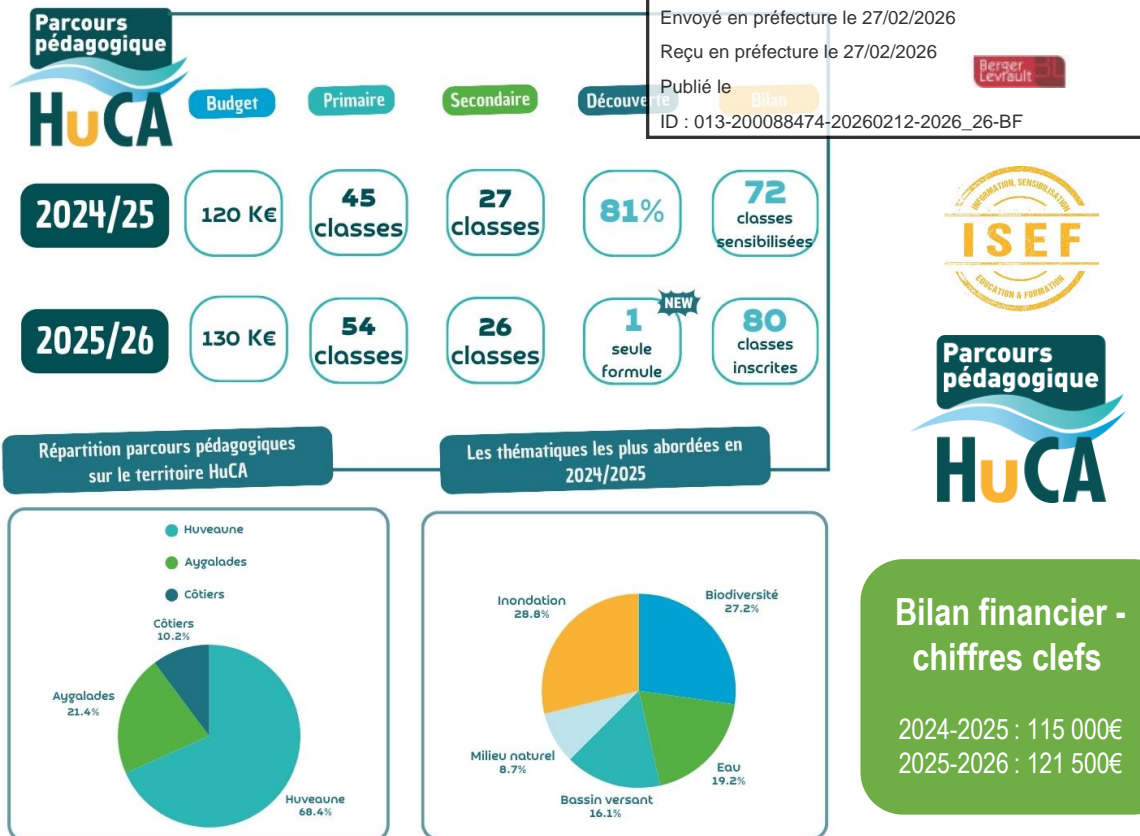 Parcours
pédagogique
HuCA
Envoyé en préfecture le 27/02/2026
Reçu en préfecture le 27/02/2026
Publié le
ID : 013-200088474-20260212-2026_26-BF
Berger
Levrault
Budget
Primaire
Secondaire
Découverte
Bilan
2024/25
120 K€
45
classes
27
classes
81%
72
classes
sensibilisées
2025/26
130 K€
54
classes
26
classes
NEW
1
seule
formule
80
classes
inscrites
INFORMATION, SENSIBILISATION
ISEF
EDUCATION & FORMATION
Parcours
pédagogique
HuCA
Répartition parcours pédagogiques
sur le territoire HuCA
Huveaune
Aygalades
Côtiers
Côtiers
10.2%
Aygalades
21.4%
Huveaune
68.4%
Les thématiques les plus abordées en
2024/2025
Inondation
28.8%
Biodiversité
27.2%
Milieu naturel
8.7%
Eau
19.2%
Bassin versant
16.1%
Bilan financier -
chiffres clefs
2024-2025 : 115 000€
2025-2026 : 121 500€